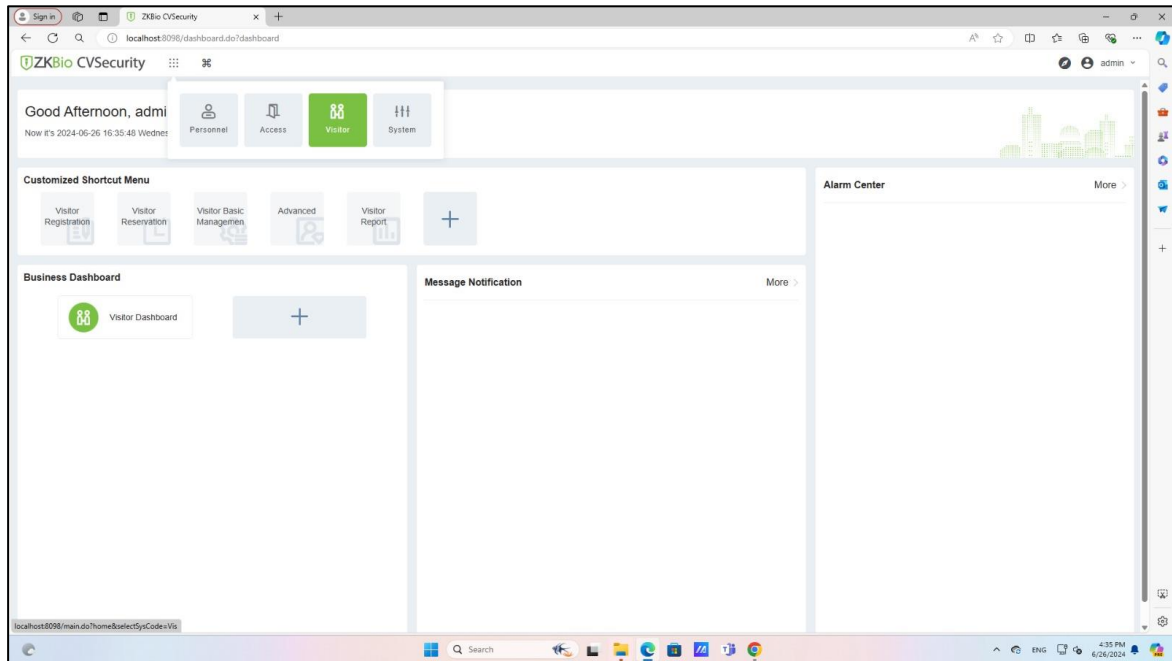 Sign in
ZKBio CVSecurity
localhost:8098/dashboard.do?dashboard
ZKBio CVSecurity
admin
Good Afternoon, admi
Now it's 2024-06-26 16:35:48 Wednes
Personnel
Access
Visitor
System
Customized Shortcut Menu
Visitor
Registration
Visitor
Reservation
Visitor Basic
Managemen
Advanced
Visitor
Report
Alarm Center
More
Business Dashboard
Visitor Dashboard
Message Notification
More
localhost:8098/main.do?home&selectSysCode=Vis
Search
ENG
4:35 PM
6/26/2024